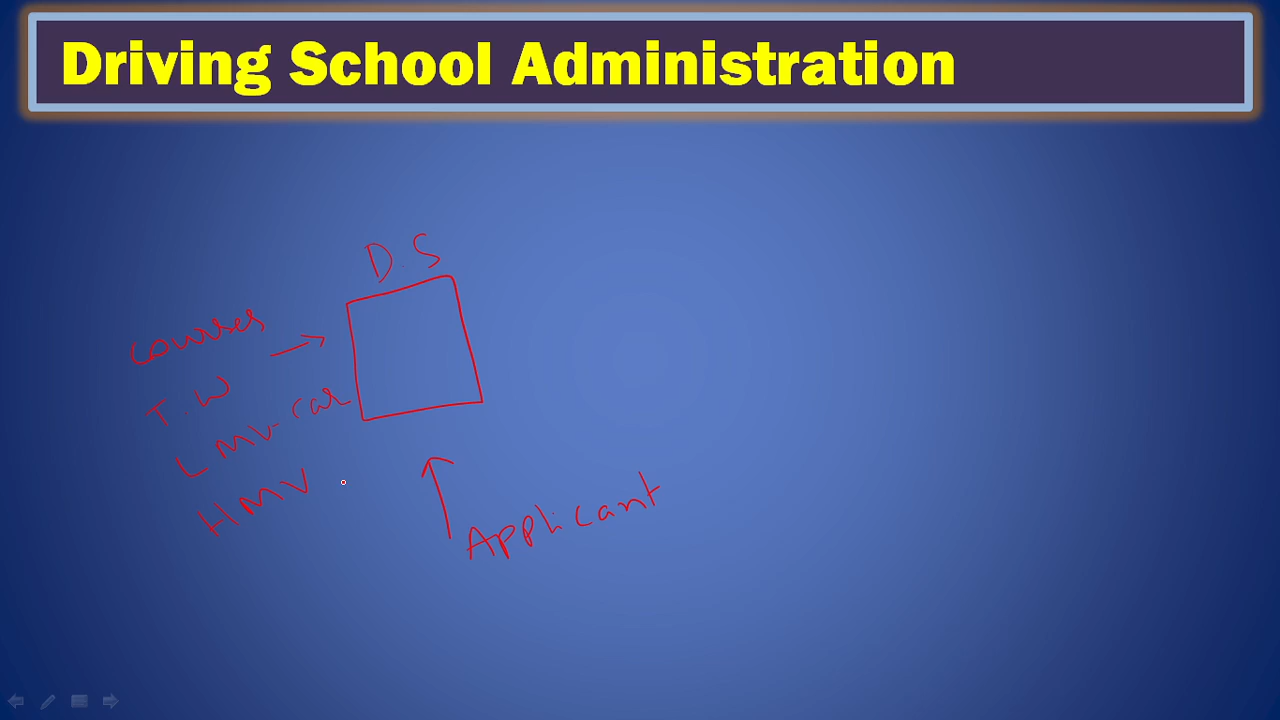 Driving School Administration
D.S
courses
T.W
LMV- car
HMV
Applicant